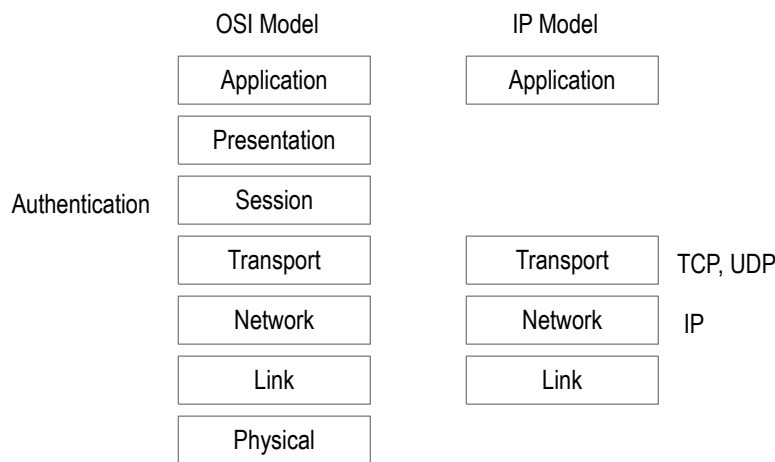 OSI Model IP Model
Application Application
Presentation
Authentication Session
Transport Transport TCP, UDP
Network Network IP
Link Link
Physical